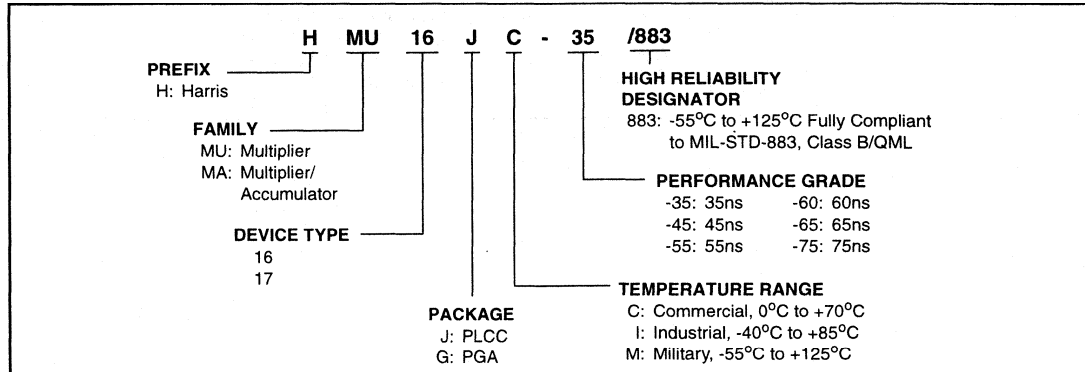 H MU 16 J C - 35 /883
PREFIX
H: Harris
FAMILY
MU: Multiplier
MA: Multiplier/
Accumulator
DEVICE TYPE
16
17
PACKAGE
J: PLCC
G: PGA
HIGH RELIABILITY
DESIGNATOR
883: -55°C to +125°C Fully Compliant
to MIL-STD-883, Class B/QML
PERFORMANCE GRADE
-35: 35ns -60: 60ns
-45: 45ns -65: 65ns
-55: 55ns -75: 75ns
TEMPERATURE RANGE
C: Commercial, 0°C to +70°C
I: Industrial, -40°C to +85°C
M: Military, -55°C to +125°C